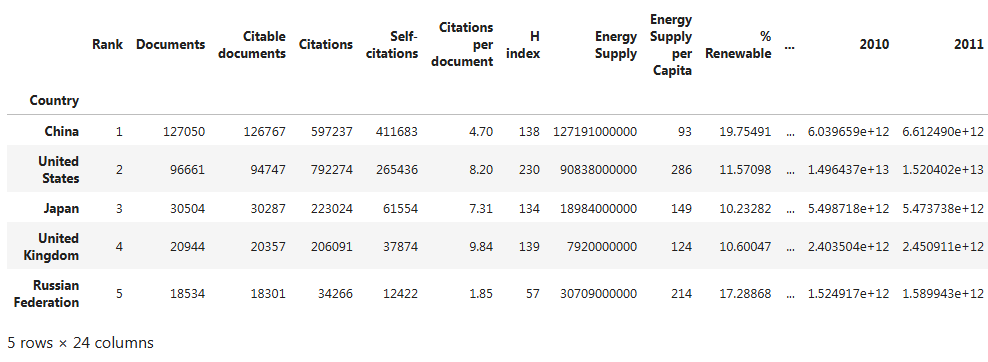 Rank Documents Citable documents Citations Self-citations Citations per document H index Energy Supply Energy Supply per Capita % Renewable ... 2010 2011
Country
China 1 127050 126767 597237 411683 4.70 138 127191000000 93 19.75491 ... 6.039659e+12 6.612490e+12
United States 2 96661 94747 792274 265436 8.20 230 90838000000 286 11.57098 ... 1.496437e+13 1.520402e+13
Japan 3 30504 30287 223024 61554 7.31 134 18984000000 149 10.23282 ... 5.498718e+12 5.473738e+12
United Kingdom 4 20944 20357 206091 37874 9.84 139 7920000000 124 10.60047 ... 2.403504e+12 2.450911e+12
Russian Federation 5 18534 18301 34266 12422 1.85 57 30709000000 214 17.28868 ... 1.524917e+12 1.589943e+12
5 rows × 24 columns